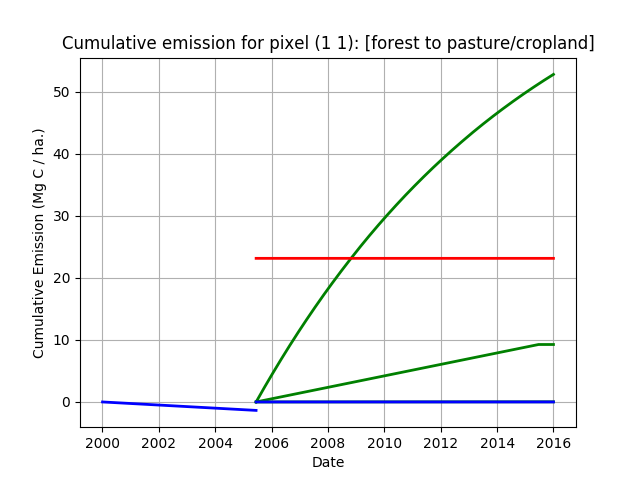 Cumulative emission for pixel (1 1): [forest to pasture/cropland]
Cumulative Emission (Mg C / ha.)
50
40
30
20
10
0
2000 2002 2004 2006 2008 2010 2012 2014 2016
Date